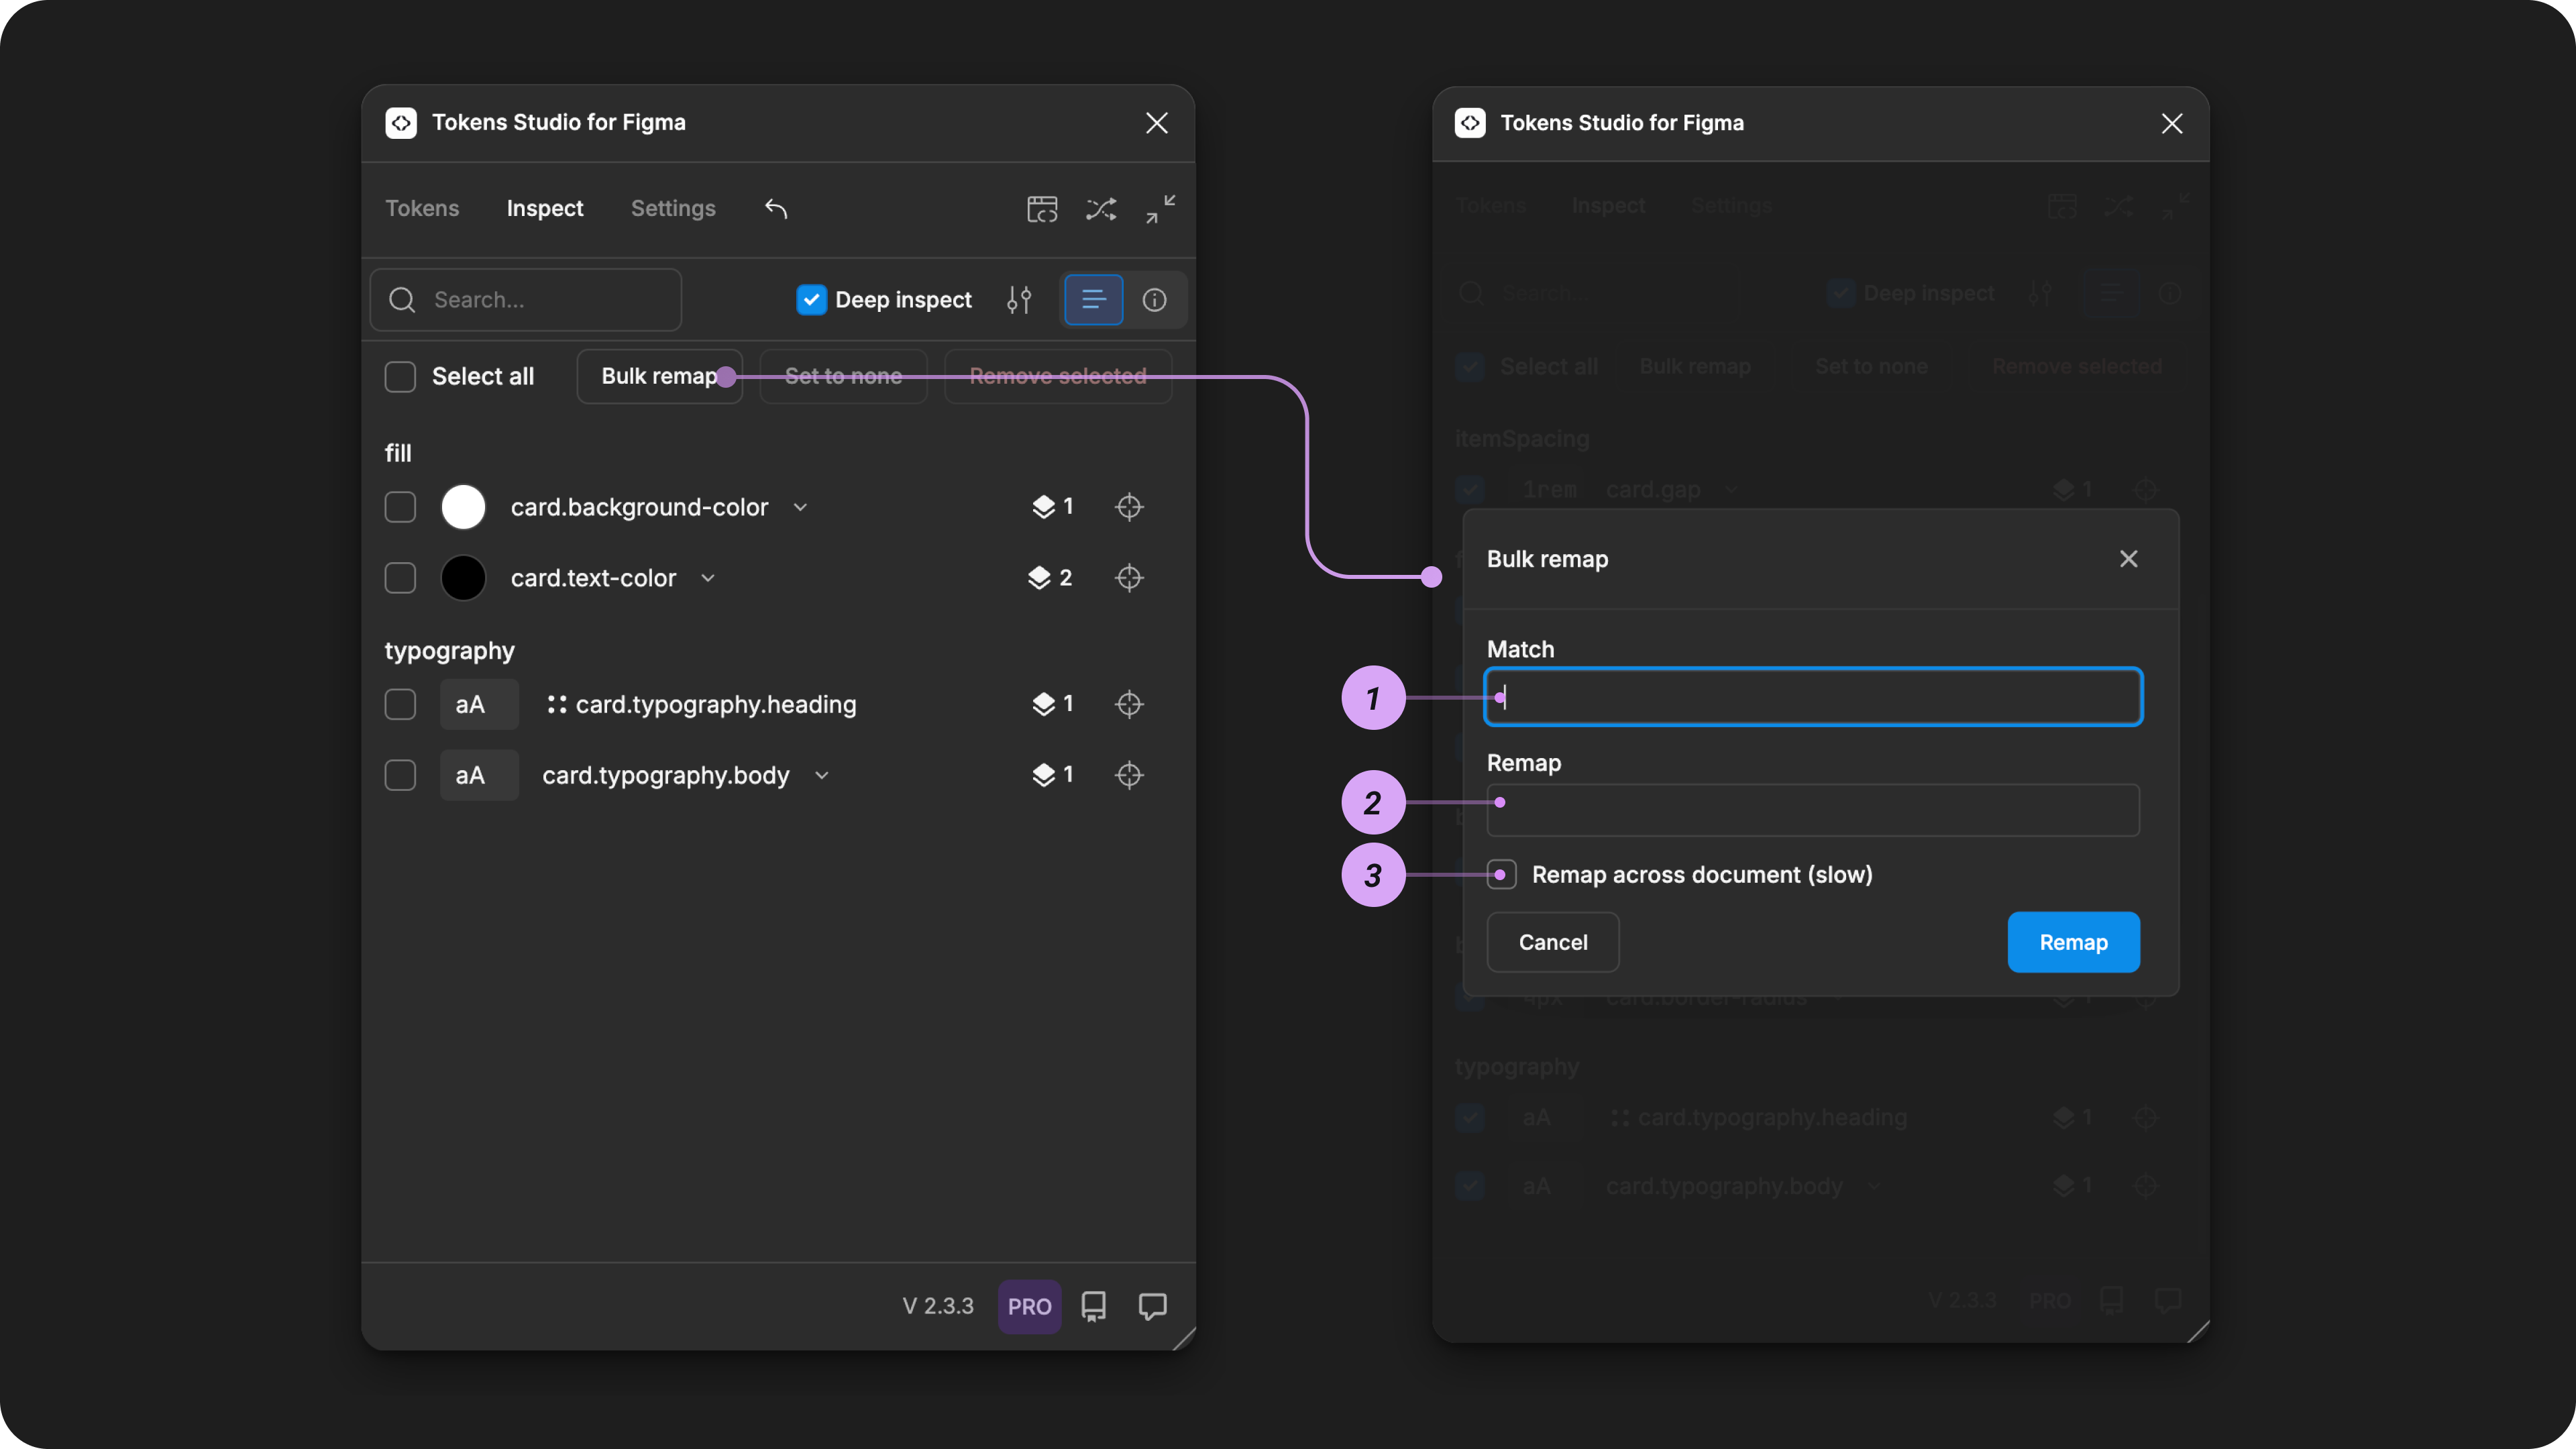 Tokens Studio for Figma
Tokens Inspect Settings
Search... Deep inspect
Select all Bulk remap Set to none Remove selected
fill
card.background-color 1
card.text-color 2
typography
aA card.typography.heading 1
aA card.typography.body 1
V 2.3.3 PRO
Tokens Studio for Figma
Tokens Inspect Settings
Search... Deep inspect
Select all Bulk remap Set to none Remove selected
itemSpacing
1rem card.gap 1
Bulk remap
Match
1
Remap
2
3 Remap across document (slow)
Cancel Remap
4px card.border-radius 1
typography
aA card.typography.heading 1
aA card.typography.body 1
V 2.3.3 PRO